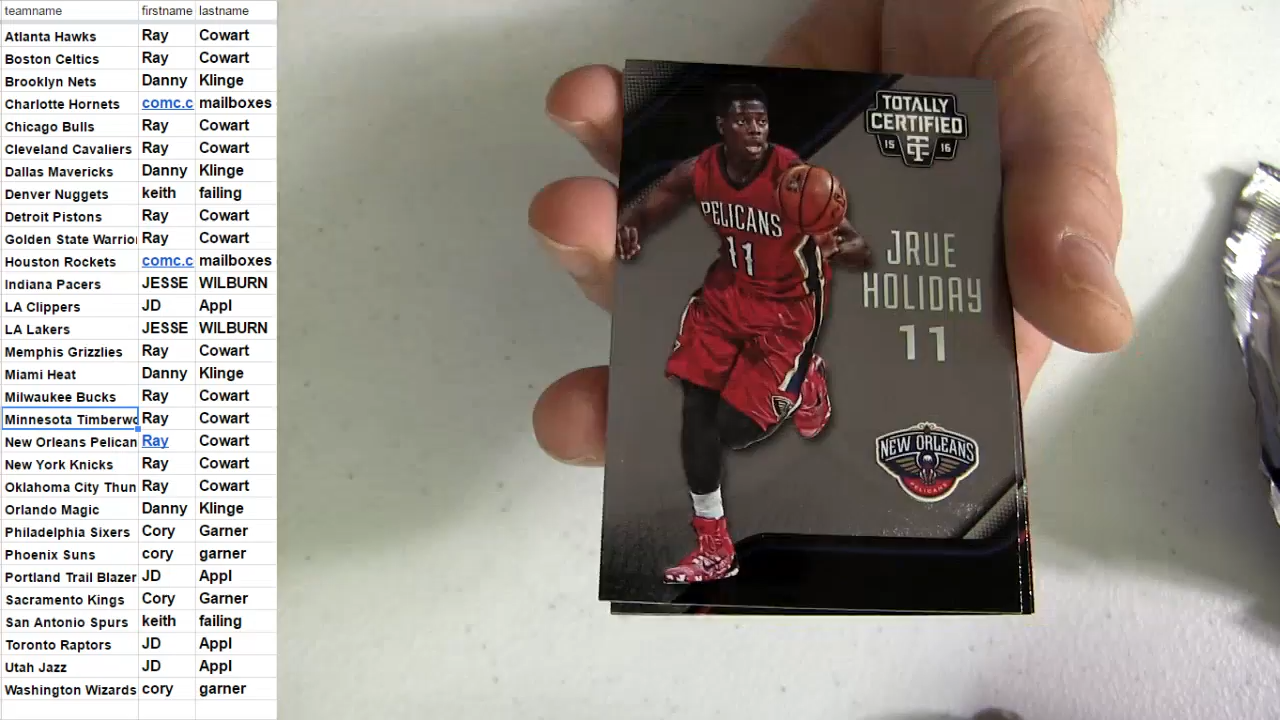 teamname firstname lastname
Atlanta Hawks Ray Cowart
Boston Celtics Ray Cowart
Brooklyn Nets Danny Klinge
Charlotte Hornets comc.c mailboxes
Chicago Bulls Ray Cowart
Cleveland Cavaliers Ray Cowart
Dallas Mavericks Danny Klinge
Denver Nuggets keith failing
Detroit Pistons Ray Cowart
Golden State Warrio Ray Cowart
Houston Rockets comc.c mailboxes
Indiana Pacers JESSE WILBURN
LA Clippers JD Appl
LA Lakers JESSE WILBURN
Memphis Grizzlies Ray Cowart
Miami Heat Danny Klinge
Milwaukee Bucks Ray Cowart
Minnesota Timberwo Ray Cowart
New Orleans Pelican Ray Cowart
New York Knicks Ray Cowart
Oklahoma City Thun Ray Cowart
Orlando Magic Danny Klinge
Philadelphia Sixers Cory Garner
Phoenix Suns cory garner
Portland Trail Blazer JD Appl
Sacramento Kings Cory Garner
San Antonio Spurs keith failing
Toronto Raptors JD Appl
Utah Jazz JD Appl
Washington Wizards cory garner
TOTALLY
CERTIFIED
15 TC 16
PELICANS
11
JRUE
HOLIDAY
11
NEW ORLEANS
PELICANS